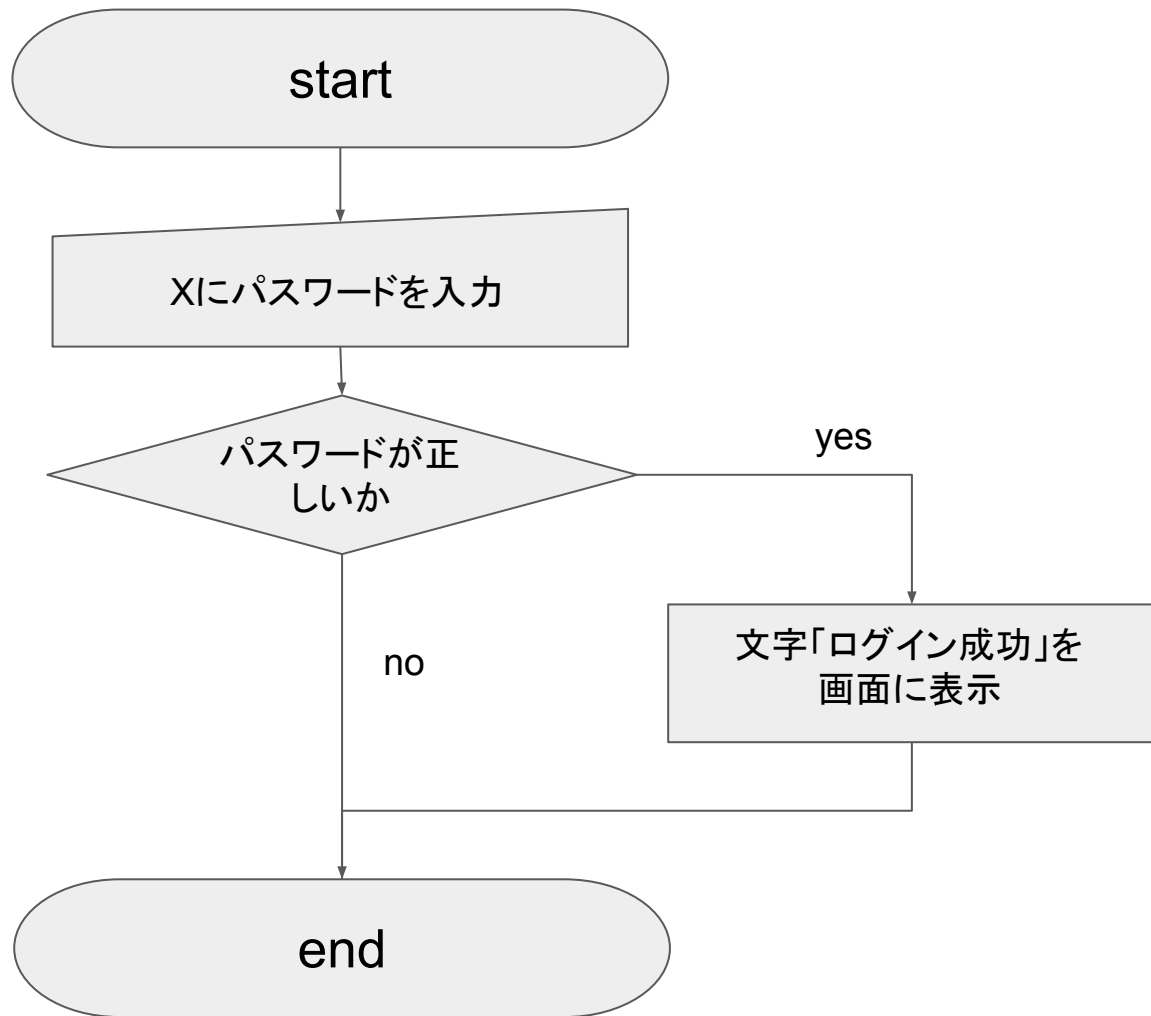 start
Xにパスワードを入力
パスワードが正
しいか
yes
no
文字「ログイン成功」を
画面に表示
end